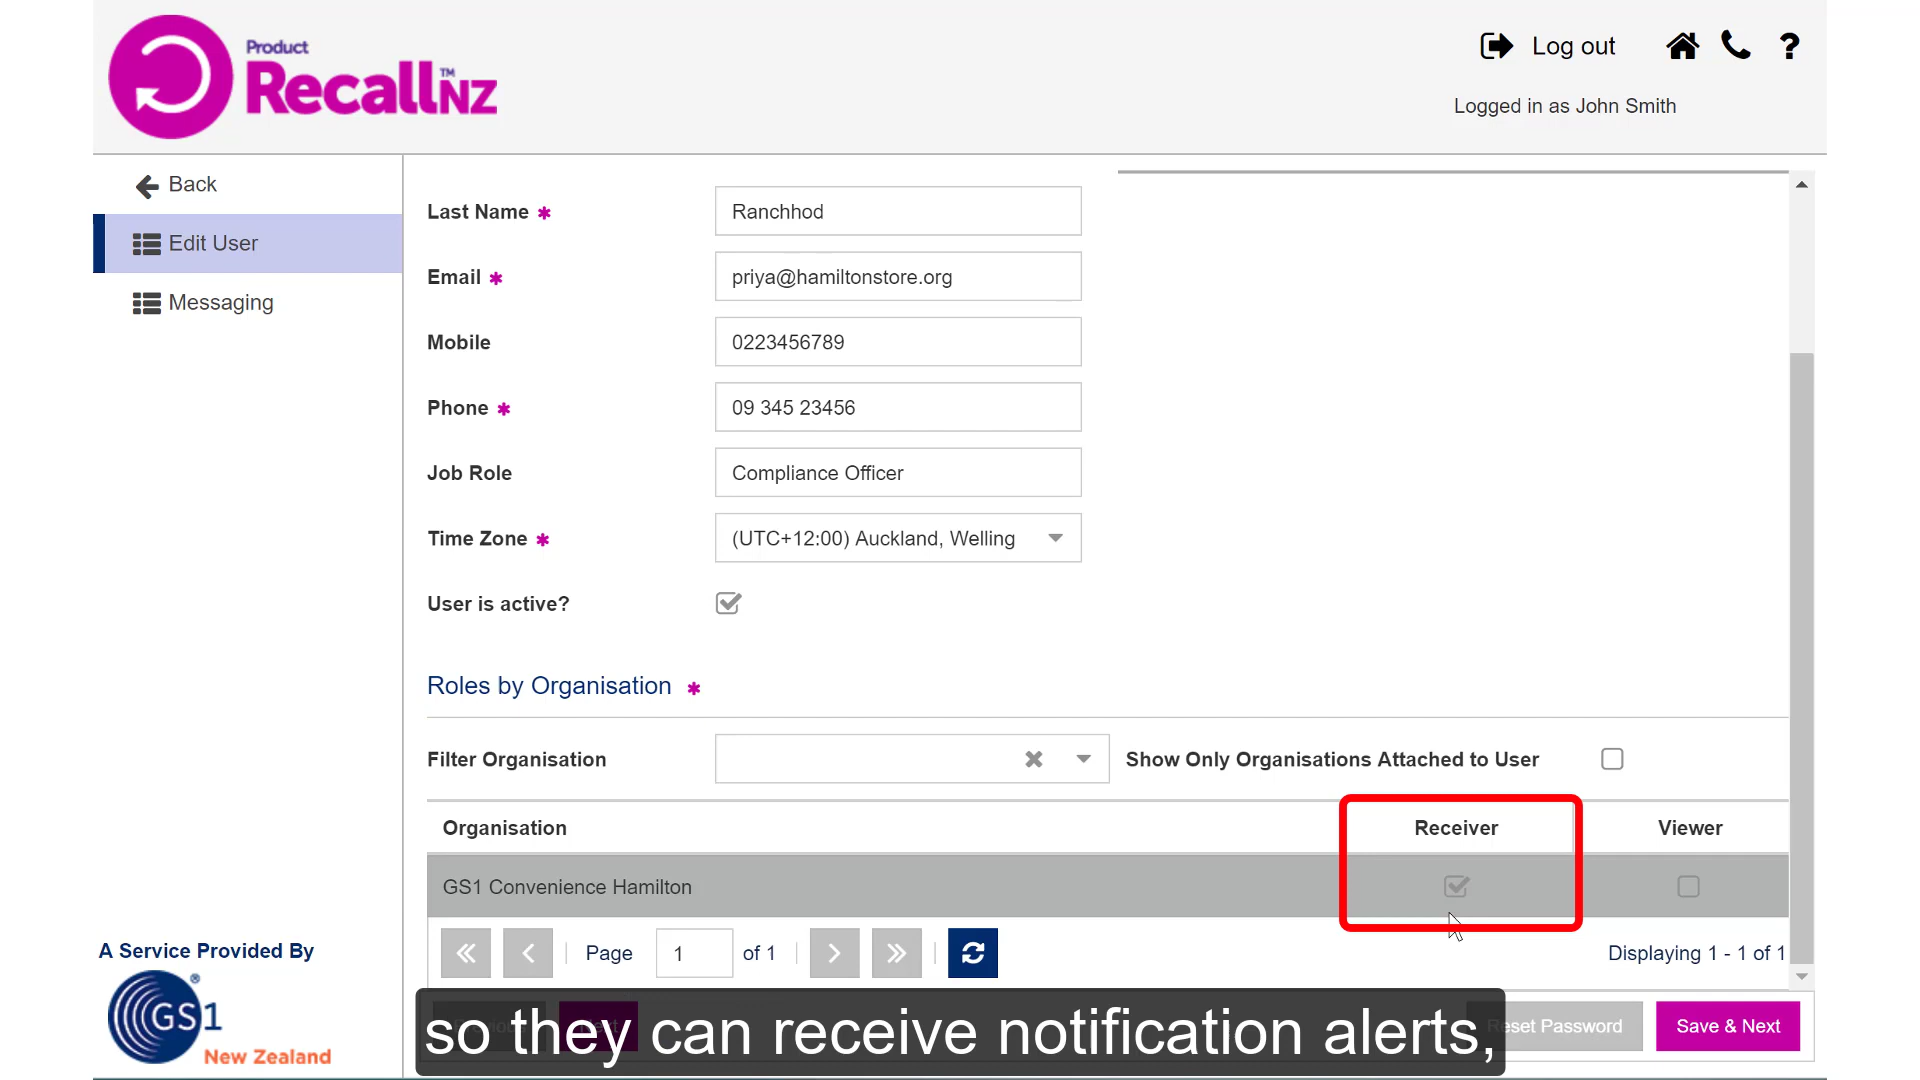 Product
RecallNZ™
Log out
?
Logged in as John Smith
Back
Edit User
Messaging
Last Name *
Ranchhod
Email *
priya@hamiltonstore.org
Mobile
0223456789
Phone *
09 345 23456
Job Role
Compliance Officer
Time Zone *
(UTC+12:00) Auckland, Welling
User is active?
Roles by Organisation *
Filter Organisation
Show Only Organisations Attached to User
Organisation Receiver Viewer
GS1 Convenience Hamilton
Page 1 of 1
Displaying 1 - 1 of 1
A Service Provided By
GS1®
New Zealand
so they can receive notification alerts,
Reset Password
Save & Next